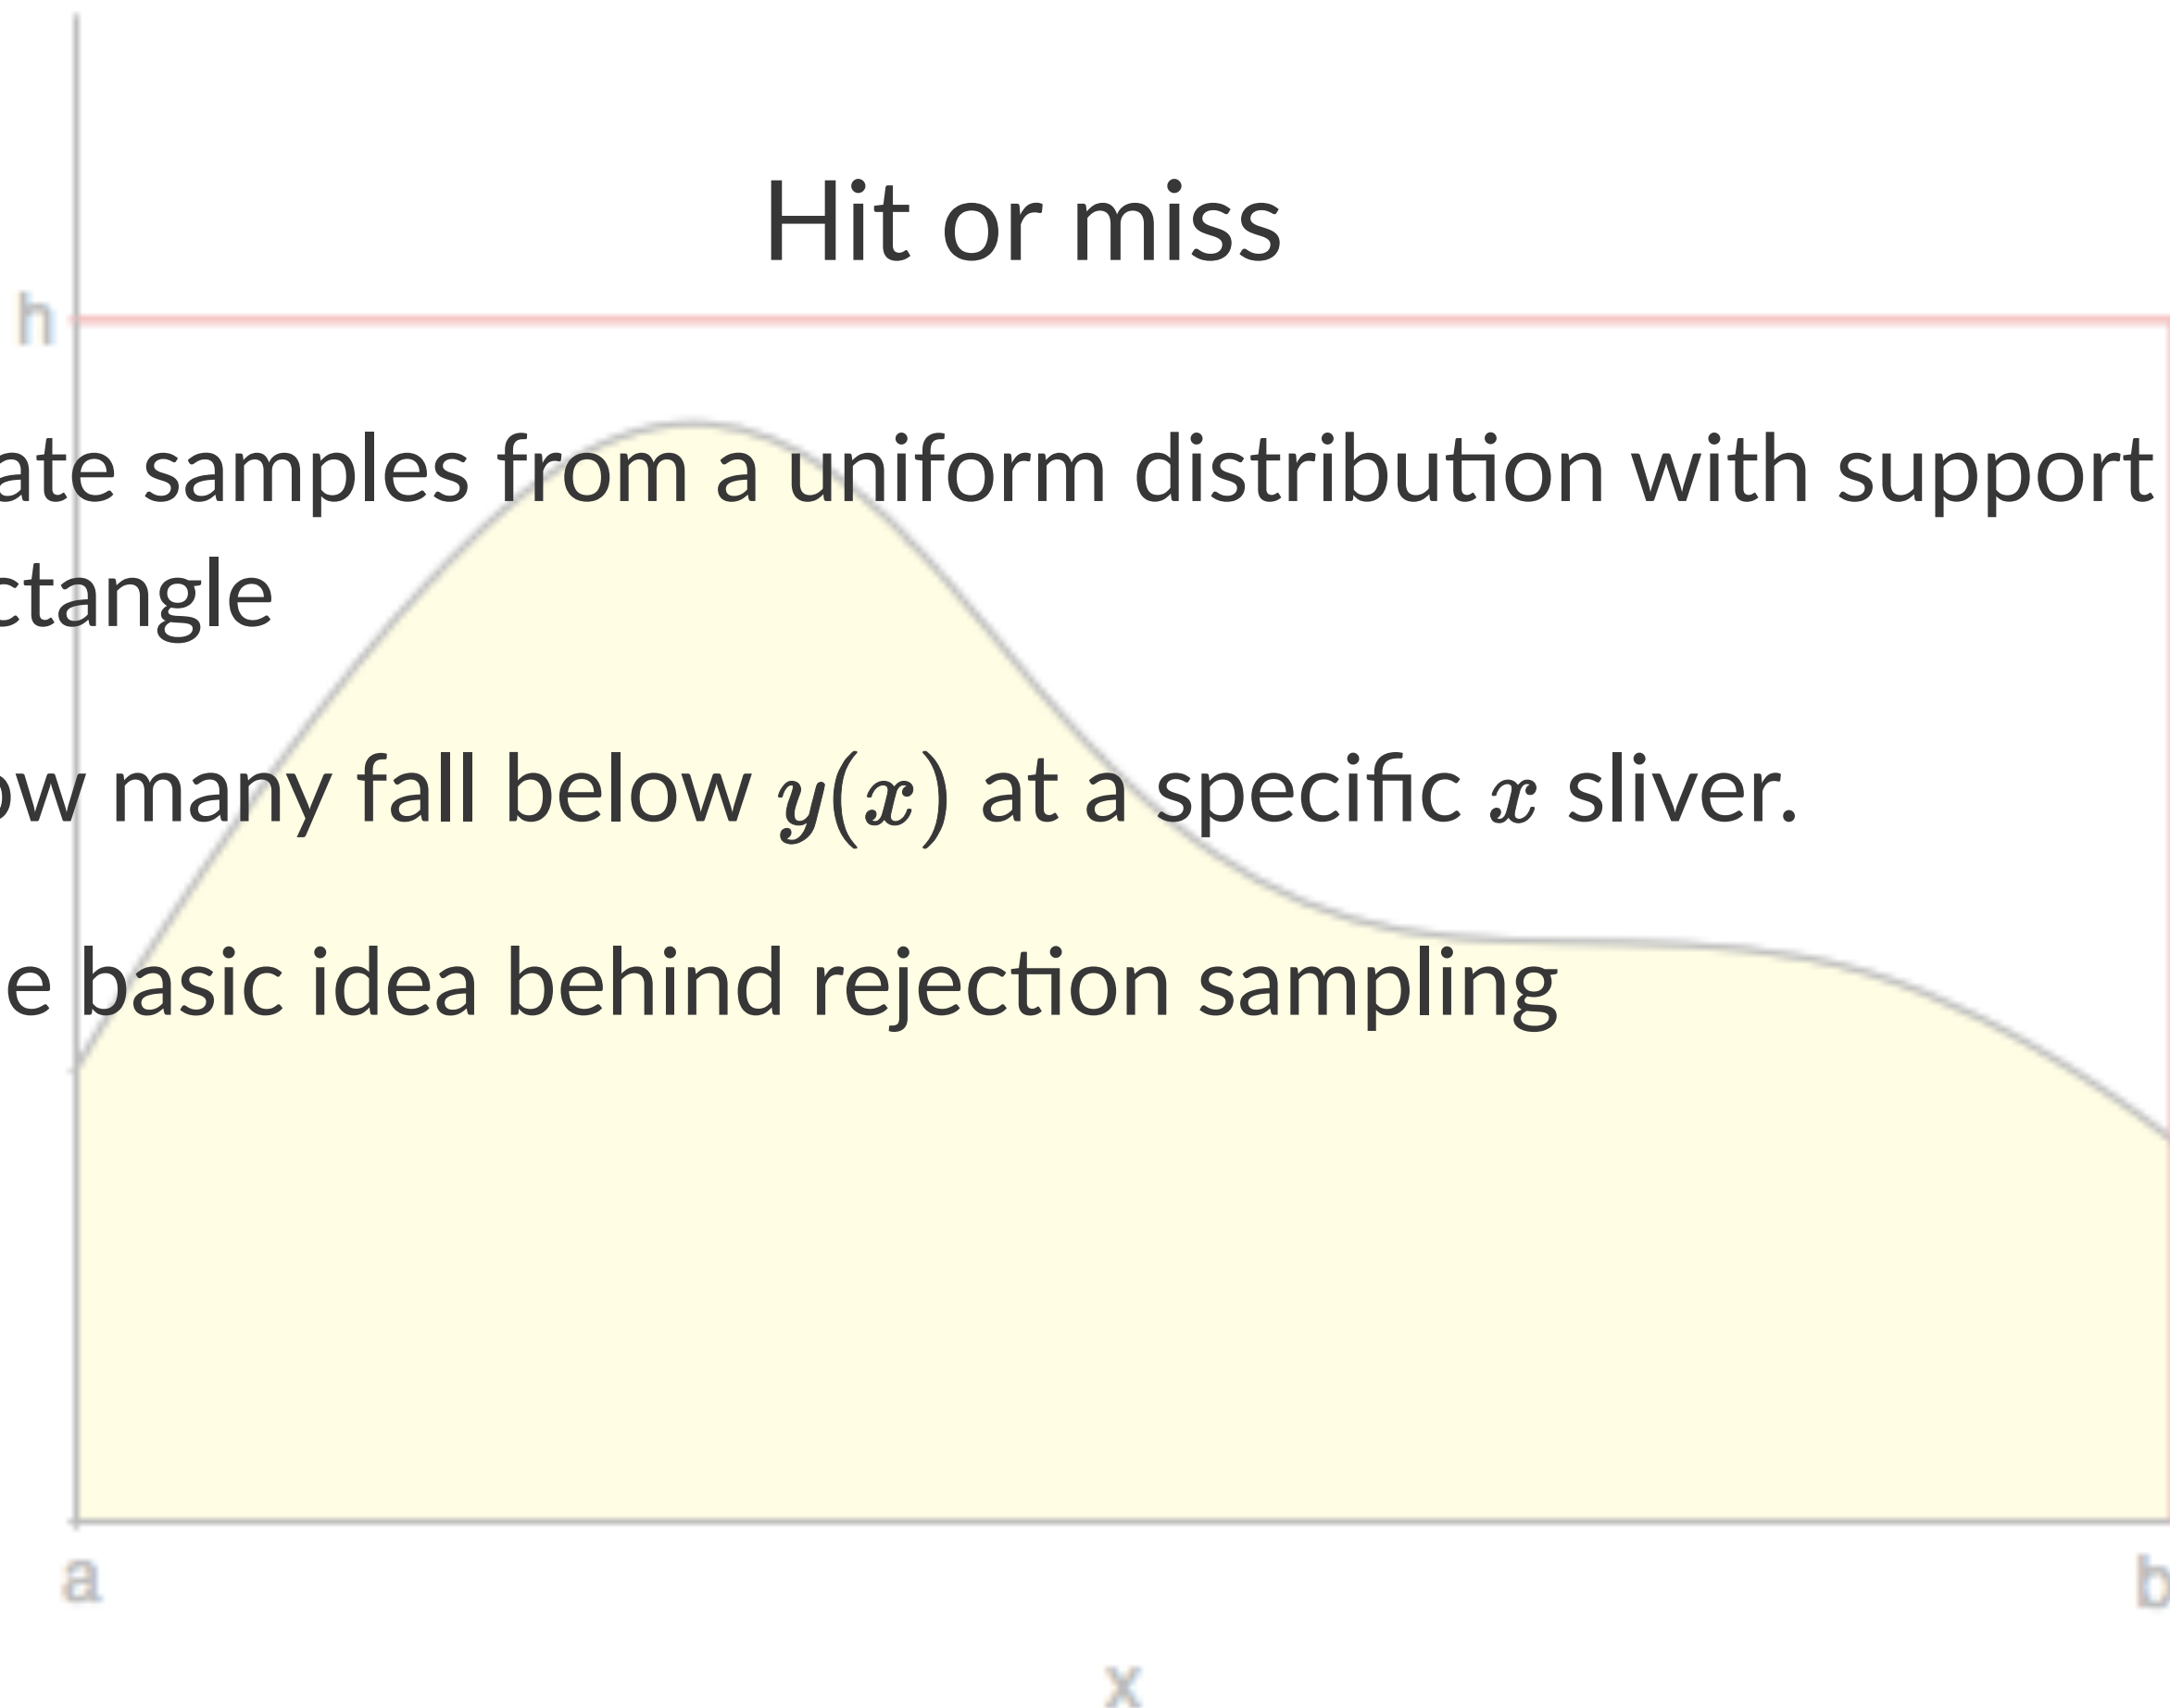 Hit or miss
h
ate samples from a uniform distribution with support
ctangle
ow many fall below y(x) at a specific x sliver.
e basic idea behind rejection sampling
a
b
x